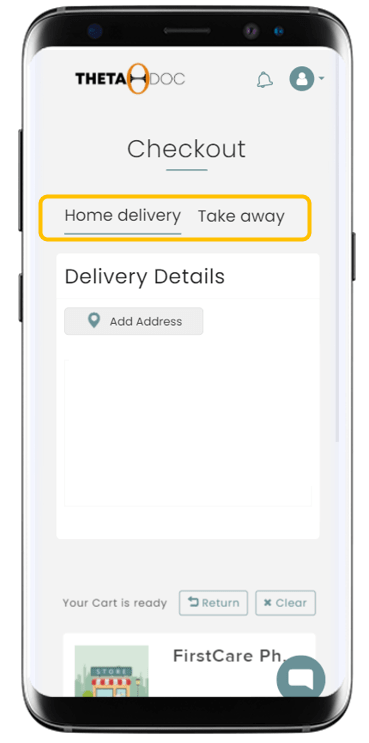 THETA DOC
Checkout
Home delivery Take away
Delivery Details
Add Address
Your Cart is ready Return Clear
FirstCare Ph
STORE